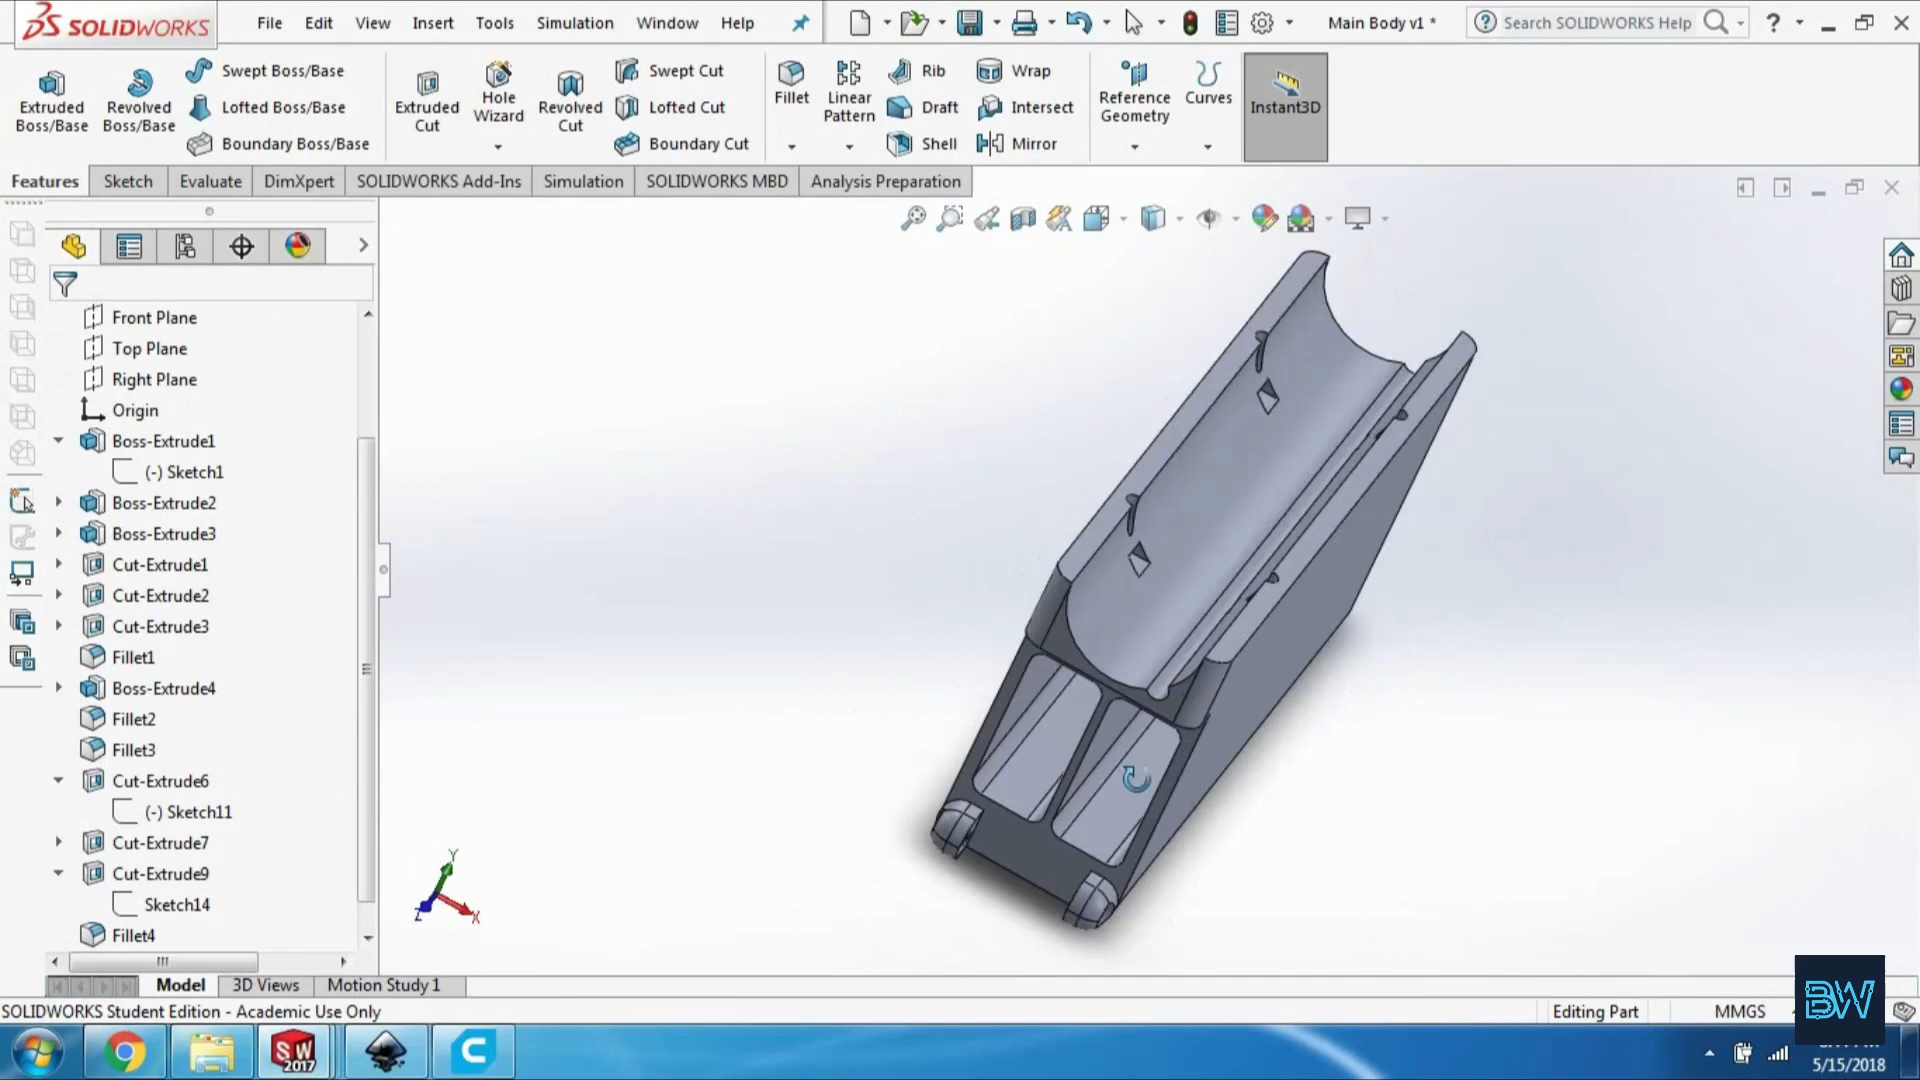 SOLIDWORKS File Edit View Insert Tools Simulation Window Help Main Body v1 * Search SOLIDWORKS Help ?
Extruded Boss/Base
Revolved Boss/Base
Swept Boss/Base
Lofted Boss/Base
Boundary Boss/Base
Extruded Cut
Hole Wizard
Revolved Cut
Swept Cut
Lofted Cut
Boundary Cut
Fillet
Linear Pattern
Rib
Draft
Shell
Wrap
Intersect
Mirror
Reference Geometry
Curves
Instant3D
Features Sketch Evaluate DimXpert SOLIDWORKS Add-Ins Simulation SOLIDWORKS MBD Analysis Preparation
Front Plane
Top Plane
Right Plane
Origin
Boss-Extrude1
(-) Sketch1
Boss-Extrude2
Boss-Extrude3
Cut-Extrude1
Cut-Extrude2
Cut-Extrude3
Fillet1
Boss-Extrude4
Fillet2
Fillet3
Cut-Extrude6
(-) Sketch11
Cut-Extrude7
Cut-Extrude9
Sketch14
Fillet4
Y
Z
X
Model 3D Views Motion Study 1
SOLIDWORKS Student Edition - Academic Use Only Editing Part MMGS
BW
SW
2017
5/15/2018